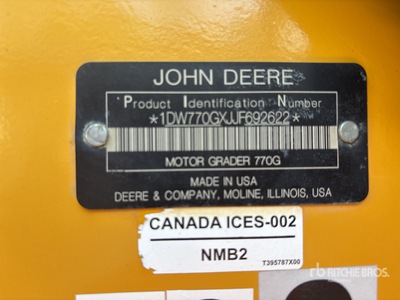 JOHN DEERE
Product Identification Number
*1DW770GXJJF692622*
MOTOR GRADER 770G
MADE IN USA
DEERE & COMPANY, MOLINE, ILLINOIS, USA
CANADA ICES-002
NMB2
T395787X00
rb RITCHIE BROS.